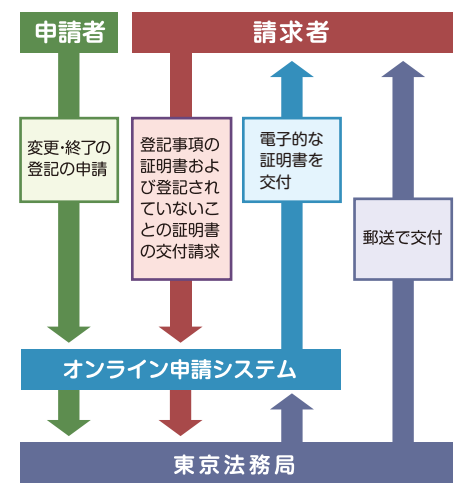 申請者
請求者
変更・終了の
登記の申請
登記事項の
証明書およ
び登記され
ていないこ
との証明書
の交付請求
電子的な
証明書を
交付
郵送で交付
オンライン申請システム
東京法務局